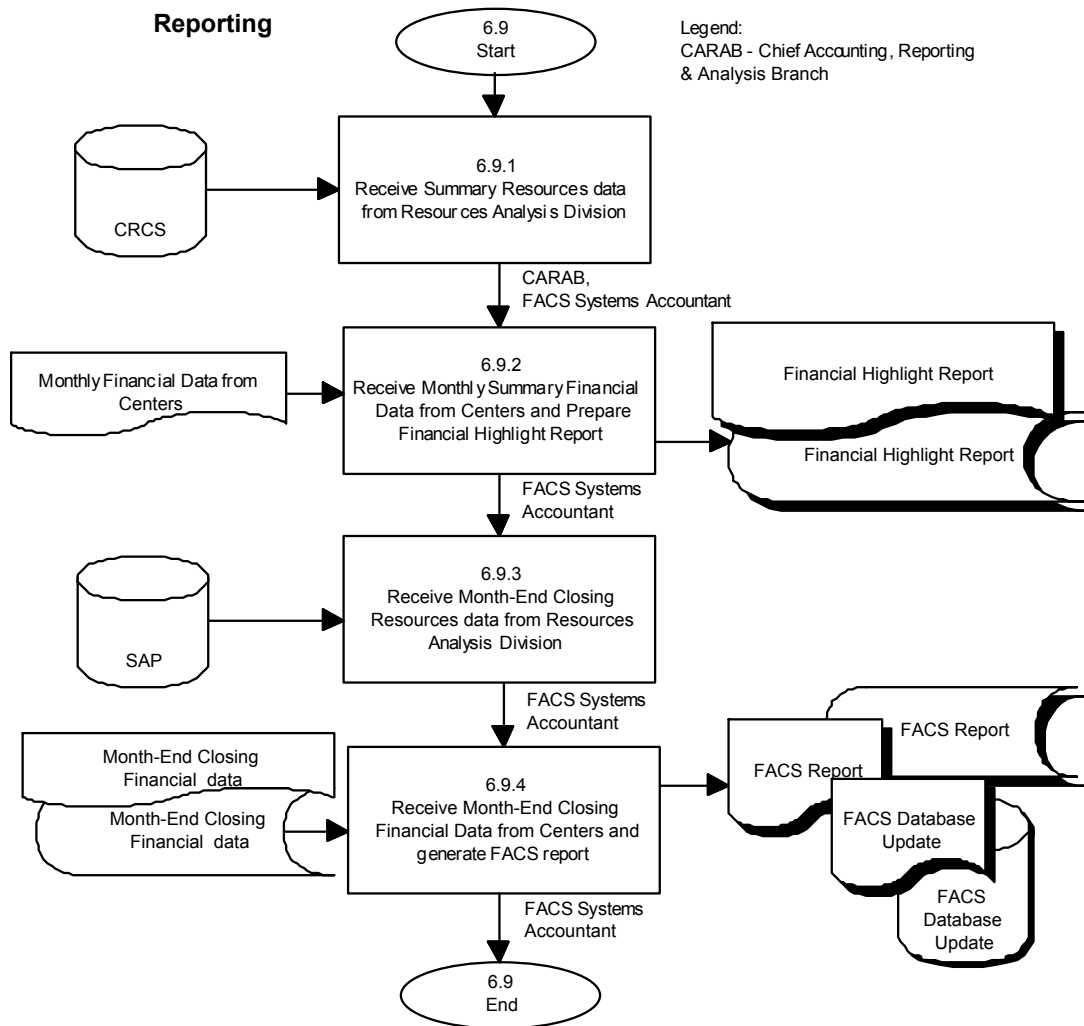 Reporting
6.9
Start
Legend:
CARAB - Chief Accounting, Reporting
& Analysis Branch
CRCS
6.9.1
Receive Summary Resources data
from Resources Analysis Division
CARAB,
FACS Systems Accountant
Monthly Financial Data from
Centers
6.9.2
Receive Monthly Summary Financial
Data from Centers and Prepare
Financial Highlight Report
Financial Highlight Report
Financial Highlight Report
FACS Systems
Accountant
SAP
6.9.3
Receive Month-End Closing
Resources data from Resources
Analysis Division
FACS Systems
Accountant
Month-End Closing
Financial data
Month-End Closing
Financial data
6.9.4
Receive Month-End Closing
Financial Data from Centers and
generate FACS report
FACS Report
FACS Report
FACS Database
Update
FACS
Database
Update
FACS Systems
Accountant
6.9
End